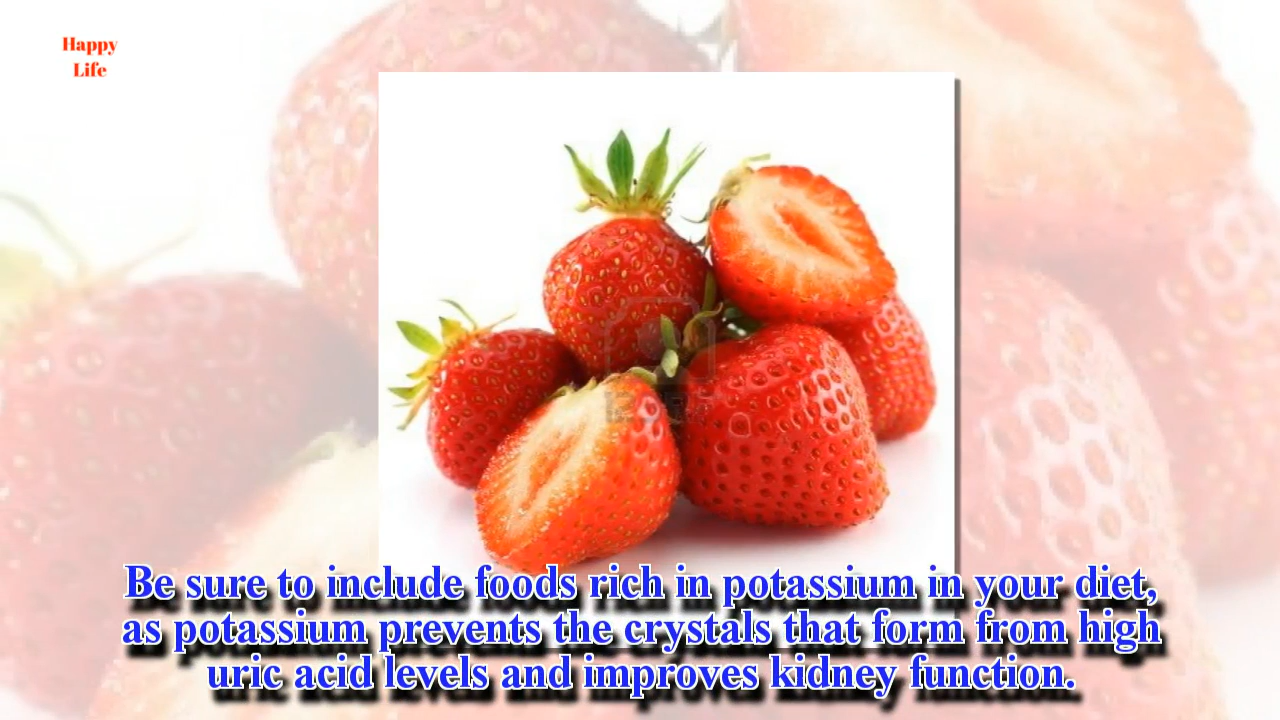 Happy
Life
Be sure to include foods rich in potassium in your diet,
as potassium prevents the crystals that form from high
uric acid levels and improves kidney function.